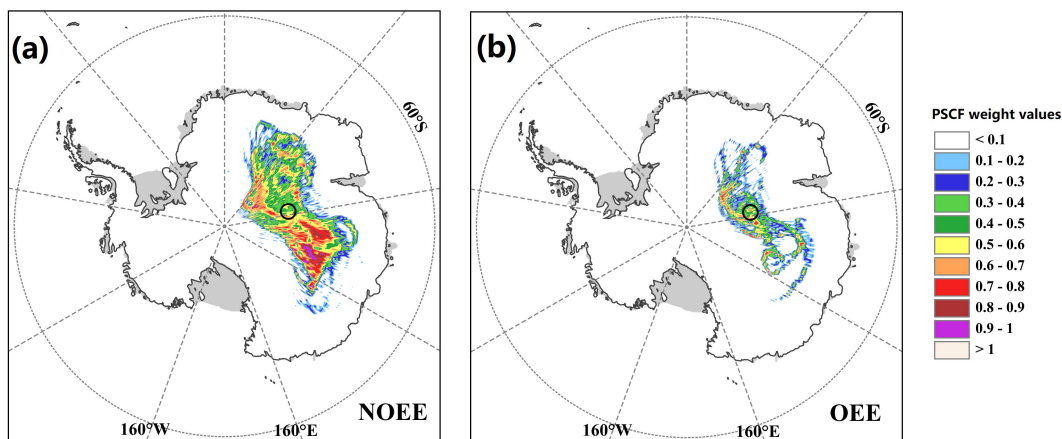 (a)
60°S
160°W
160°E
NOEE
(b)
60°S
160°W
160°E
OEE
PSCF weight values
< 0.1
0.1 - 0.2
0.2 - 0.3
0.3 - 0.4
0.4 - 0.5
0.5 - 0.6
0.6 - 0.7
0.7 - 0.8
0.8 - 0.9
0.9 - 1
> 1